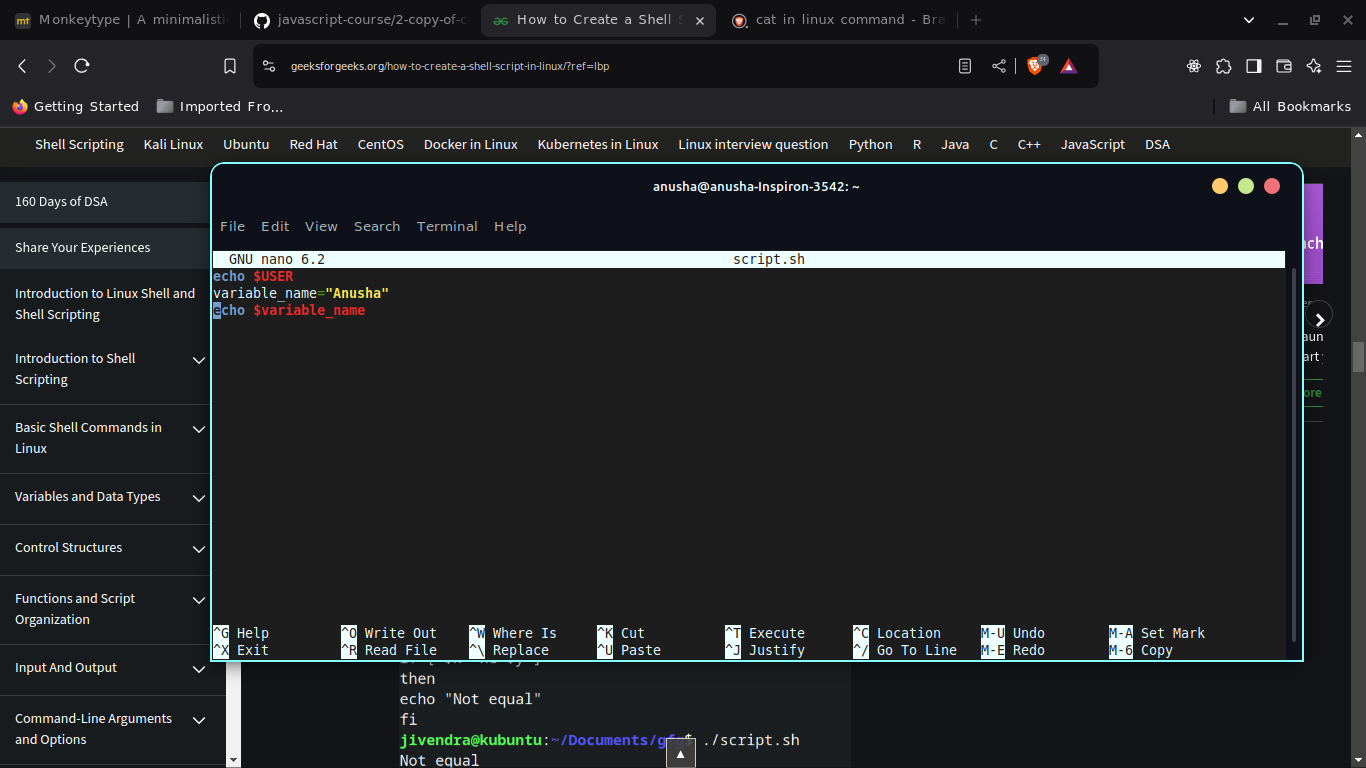 Monkeytype | A minimalisti
javascript-course/2-copy-of-c
How to Create a Shell S
cat in linux command - Bra
geeksforgeeks.org/how-to-create-a-shell-script-in-linux/?ref=lbp
Getting Started
Imported Fro...
All Bookmarks
Shell Scripting Kali Linux Ubuntu Red Hat CentOS Docker in Linux Kubernetes in Linux Linux interview question Python R Java C C++ JavaScript DSA
160 Days of DSA
Share Your Experiences
Introduction to Linux Shell and
Shell Scripting
Introduction to Shell
Scripting
Basic Shell Commands in
Linux
Variables and Data Types
Control Structures
Functions and Script
Organization
Input And Output
Command-Line Arguments
and Options
anusha@anusha-Inspiron-3542: ~
File Edit View Search Terminal Help
GNU nano 6.2 script.sh
echo $USER
variable_name="Anusha"
echo $variable_name
^G Help ^O Write Out ^W Where Is ^K Cut ^T Execute ^C Location M-U Undo M-A Set Mark
^X Exit ^R Read File ^\ Replace ^U Paste ^J Justify ^/ Go To Line M-E Redo M-6 Copy
then
echo "Not equal"
fi
jivendra@kubuntu:~/Documents/gfg$ ./script.sh
Not equal